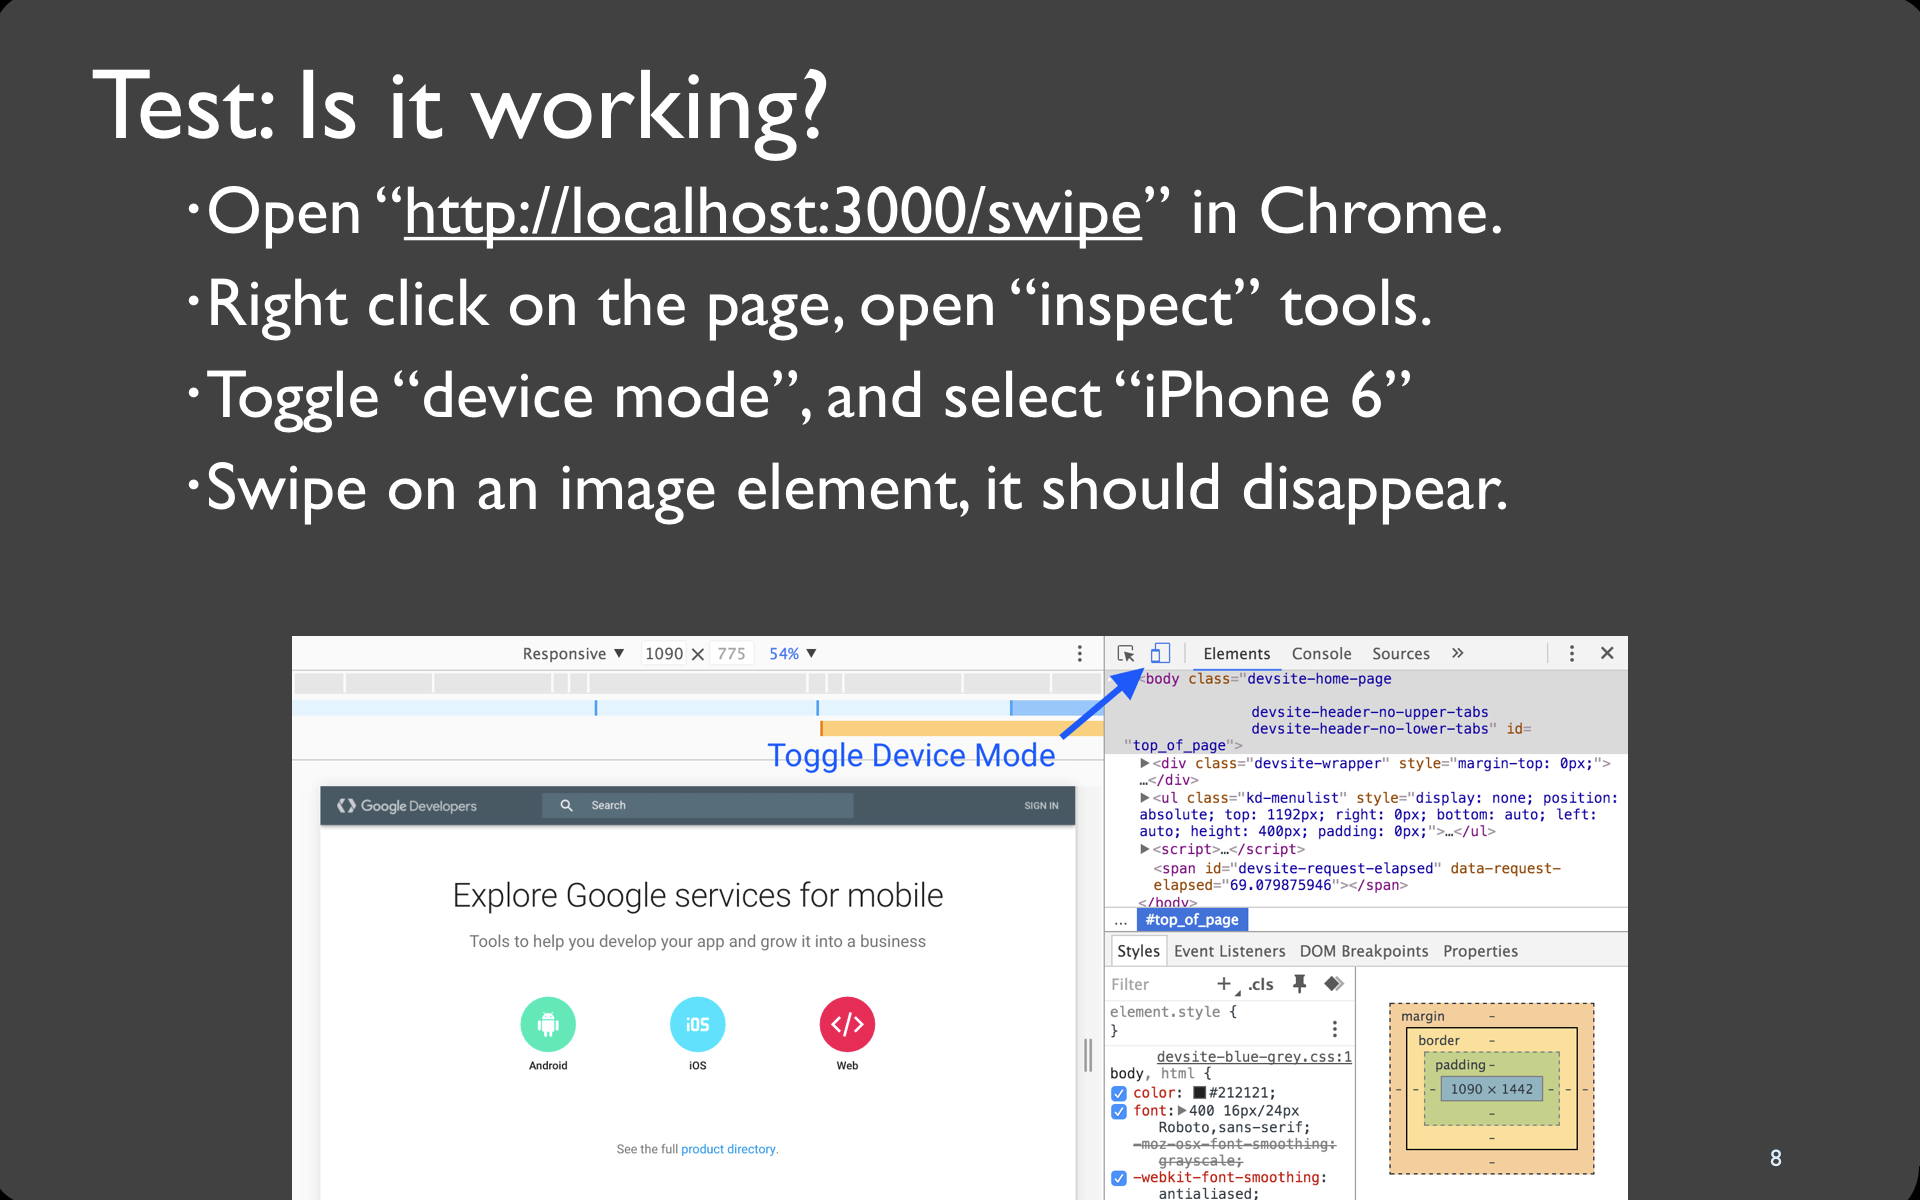 Test: Is it working?
·Open “http://localhost:3000/swipe” in Chrome.
·Right click on the page, open “inspect” tools.
·Toggle “device mode”, and select “iPhone 6”
·Swipe on an image element, it should disappear.
Responsive ▼ 1090 × 775 54% ▼
Toggle Device Mode
Google Developers Search SIGN IN
Explore Google services for mobile
Tools to help you develop your app and grow it into a business
iOS </>
Android iOS Web
See the full product directory.
Elements Console Sources »
<body class="devsite-home-page
devsite-header-no-upper-tabs
devsite-header-no-lower-tabs" id=
"top_of_page">
▶<div class="devsite-wrapper" style="margin-top: 0px;">
…</div>
▶<ul class="kd-menulist" style="display: none; position:
absolute; top: 1192px; right: 0px; bottom: auto; left:
auto; height: 400px; padding: 0px;">…</ul>
▶<script>…</script>
<span id="devsite-request-elapsed" data-request-
elapsed="69.079875946"></span>
</body>
... #top_of_page
Styles Event Listeners DOM Breakpoints Properties
Filter + .cls
element.style {
}
devsite-blue-grey.css:1
body, html {
color: #212121;
font:▶400 16px/24px
Roboto,sans-serif;
-moz-osx-font-smoothing:
grayscale;
-webkit-font-smoothing:
antialiased;
margin -
border -
padding -
- - - 1090 × 1442 - - -
-
-
-
8